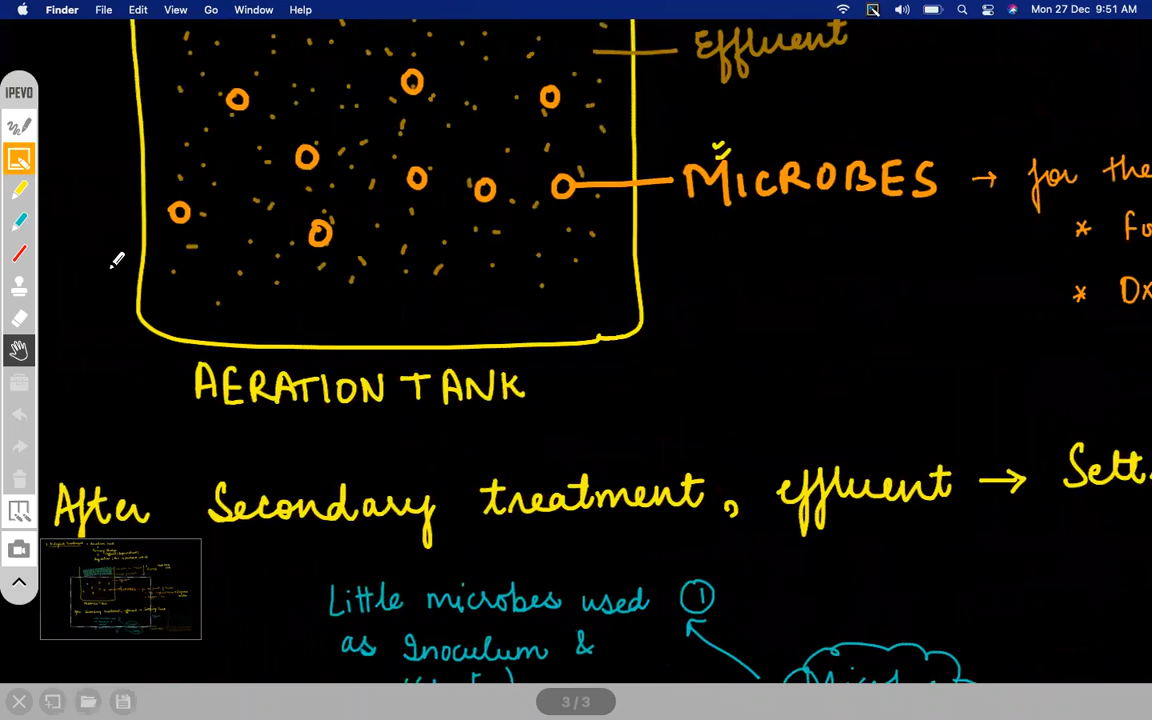 Finder File Edit View Go Window Help Mon 27 Dec 9:51 AM
IPEVO
Effluent
MICROBES → for the
*
*
AERATION TANK
After Secondary treatment, effluent →
Little microbes used ①
as Inoculum &
3/3